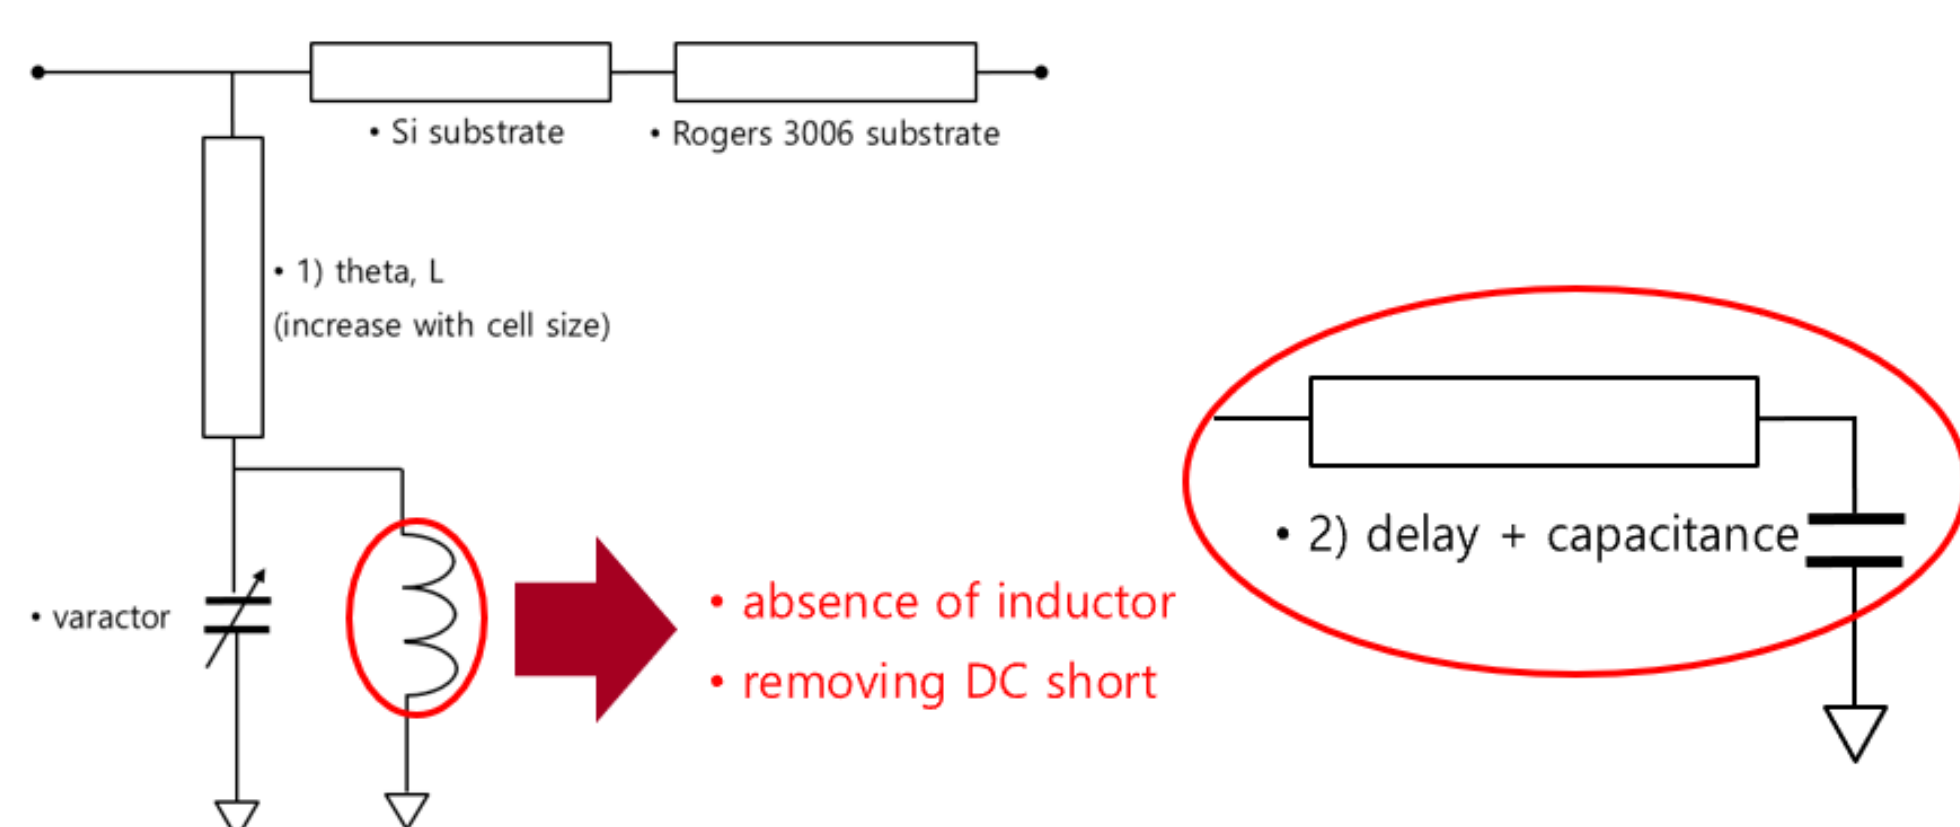 • Si substrate
• Rogers 3006 substrate
• 1) theta, L
(increase with cell size)
• varactor
• absence of inductor
• removing DC short
• 2) delay + capacitance